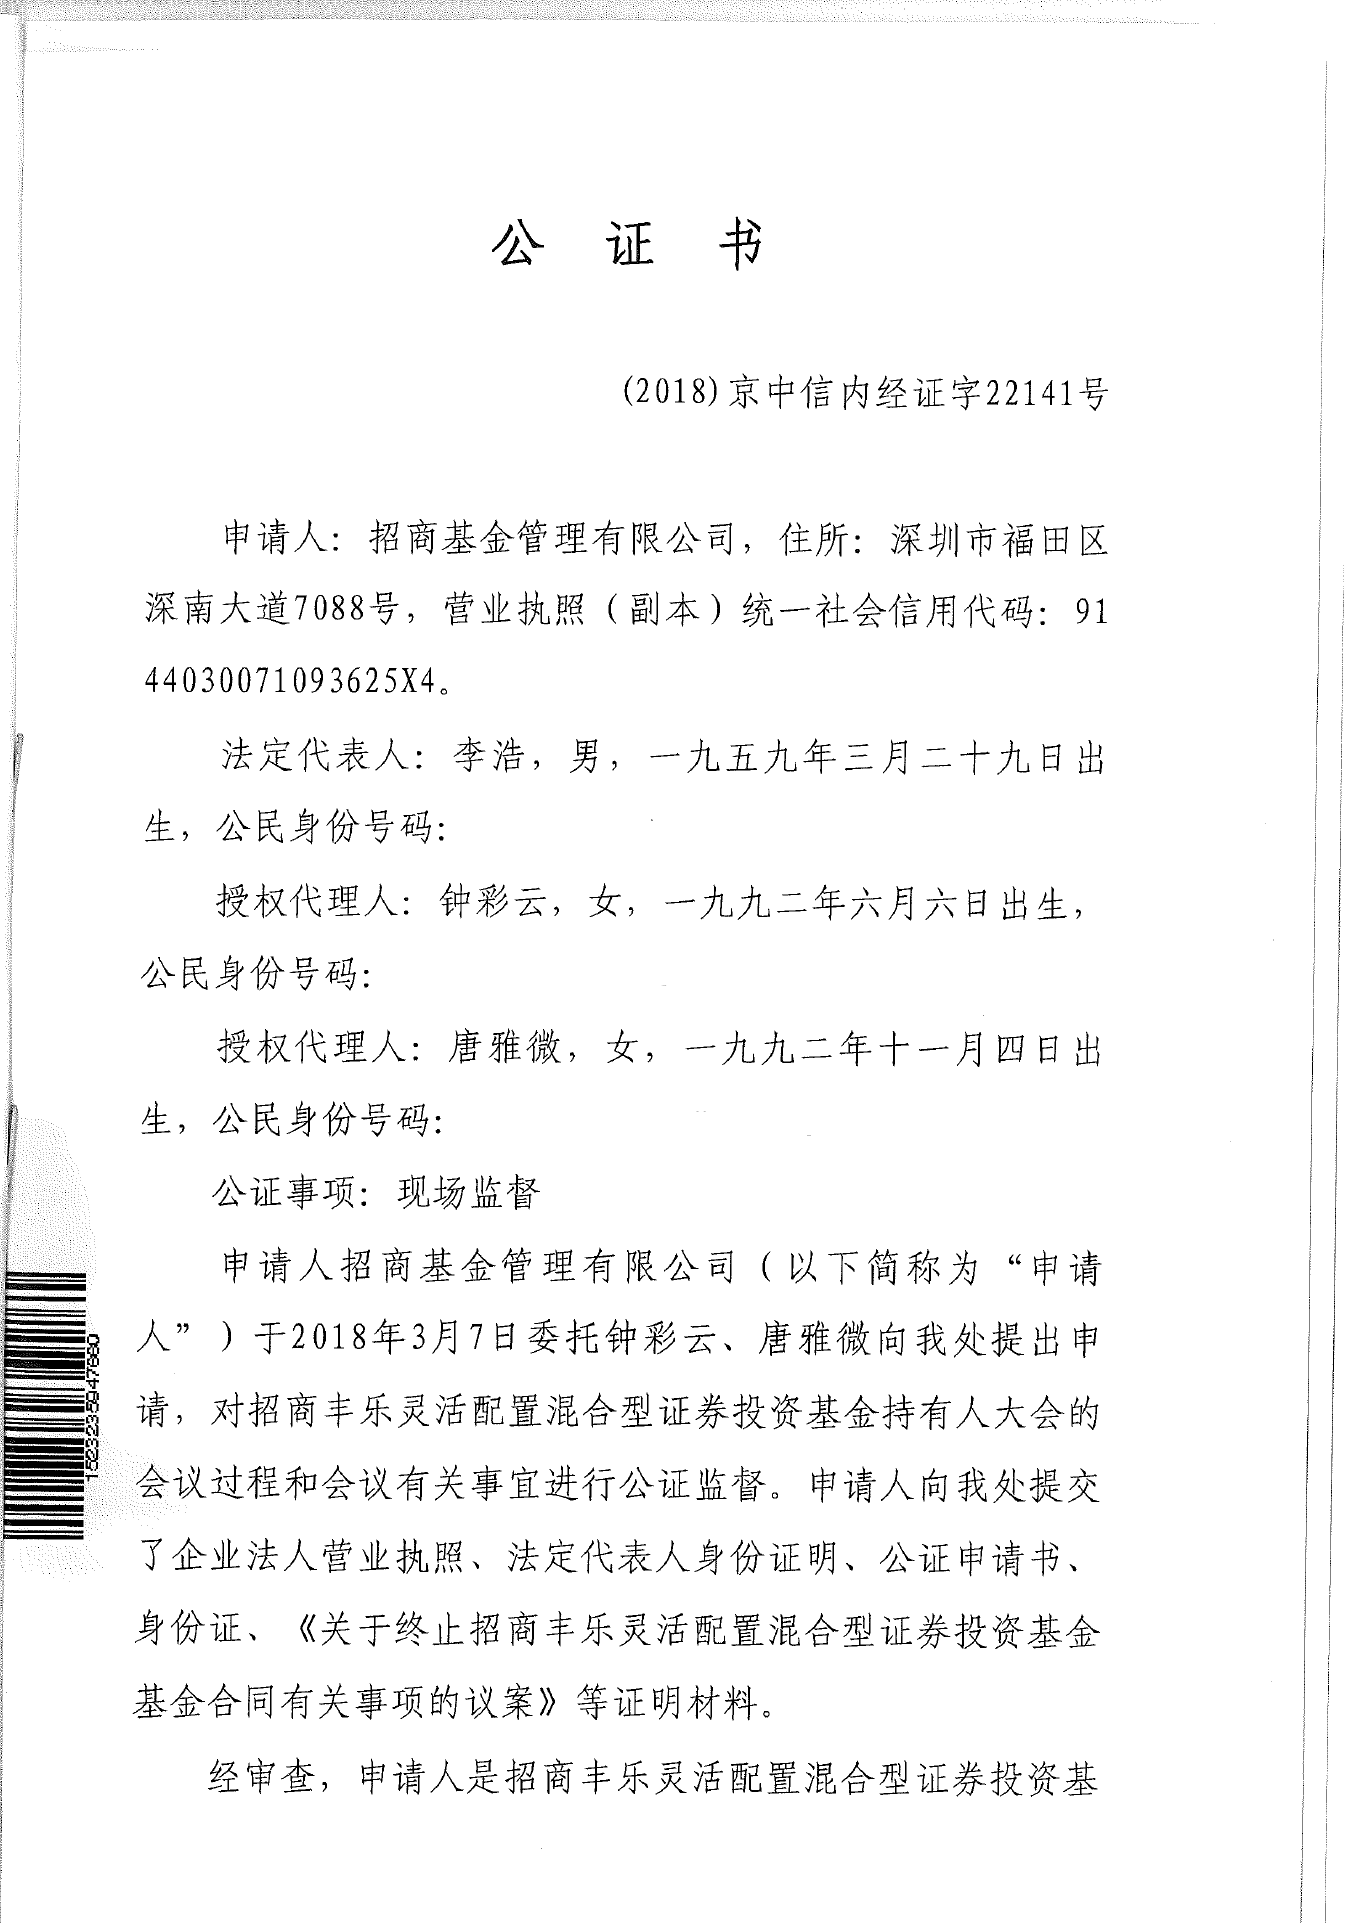 公 证 书
(2018)京中信内经证字22141号
申请人：招商基金管理有限公司，住所：深圳市福田区
深南大道7088号，营业执照（副本）统一社会信用代码：91
44030071093625X4。
法定代表人：李浩，男，一九五九年三月二十九日出
生，公民身份号码：
授权代理人：钟彩云，女，一九九二年六月六日出生，
公民身份号码：
授权代理人：唐雅微，女，一九九二年十一月四日出
生，公民身份号码：
公证事项：现场监督
申请人招商基金管理有限公司（以下简称为“申请
人”）于2018年3月7日委托钟彩云、唐雅微向我处提出申
请，对招商丰乐灵活配置混合型证券投资基金持有人大会的
会议过程和会议有关事宜进行公证监督。申请人向我处提交
了企业法人营业执照、法定代表人身份证明、公证申请书、
身份证、《关于终止招商丰乐灵活配置混合型证券投资基金
基金合同有关事项的议案》等证明材料。
经审查，申请人是招商丰乐灵活配置混合型证券投资基